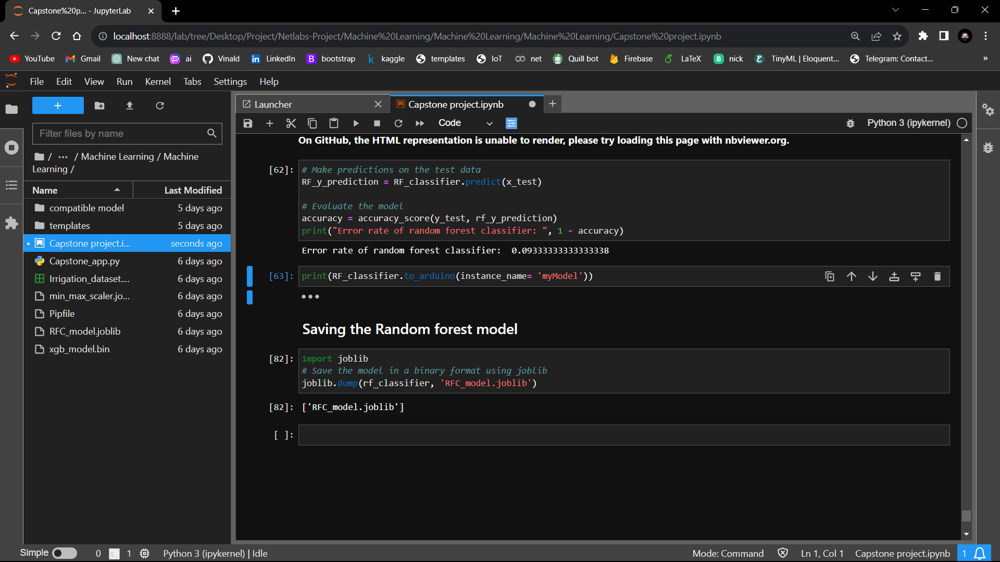 Capstone%20p... - JupyterLab
localhost:8888/lab/tree/Desktop/Project/Netlabs-Project/Machine%20Learning/Machine%20Learning/Machine%20Learning/Capstone%20project.ipynb
YouTube Gmail New chat ai Vinald LinkedIn bootstrap kaggle templates IoT net Quill bot Firebase LaTeX nick TinyML | Eloquent... Telegram: Contact... »
File Edit View Run Kernel Tabs Settings Help
Launcher Capstone project.ipynb
Code Python 3 (ipykernel)
Filter files by name
/ ... / Machine Learning / Machine
Learning /
Name Last Modified
compatible model 5 days ago
templates 5 days ago
Capstone project.i... seconds ago
Capstone_app.py 6 days ago
Irrigation_dataset.... 6 days ago
min_max_scaler.jo... 6 days ago
Pipfile 6 days ago
RFC_model.joblib 6 days ago
xgb_model.bin 6 days ago
On GitHub, the HTML representation is unable to render, please try loading this page with nbviewer.org.
[62]: # Make predictions on the test data
RF_y_prediction = RF_classifier.predict(x_test)
# Evaluate the model
accuracy = accuracy_score(y_test, rf_y_prediction)
print("Error rate of random forest classifier: ", 1 - accuracy)
Error rate of random forest classifier:  0.09333333333333338
[63]: print(RF_classifier.to_arduino(instance_name= 'myModel'))
Saving the Random forest model
[82]: import joblib
# Save the model in a binary format using joblib
joblib.dump(rf_classifier, 'RFC_model.joblib')
[82]: ['RFC_model.joblib']
[ ]:
Simple 0 $_ 1 Python 3 (ipykernel) | Idle Mode: Command Ln 1, Col 1 Capstone project.ipynb 1